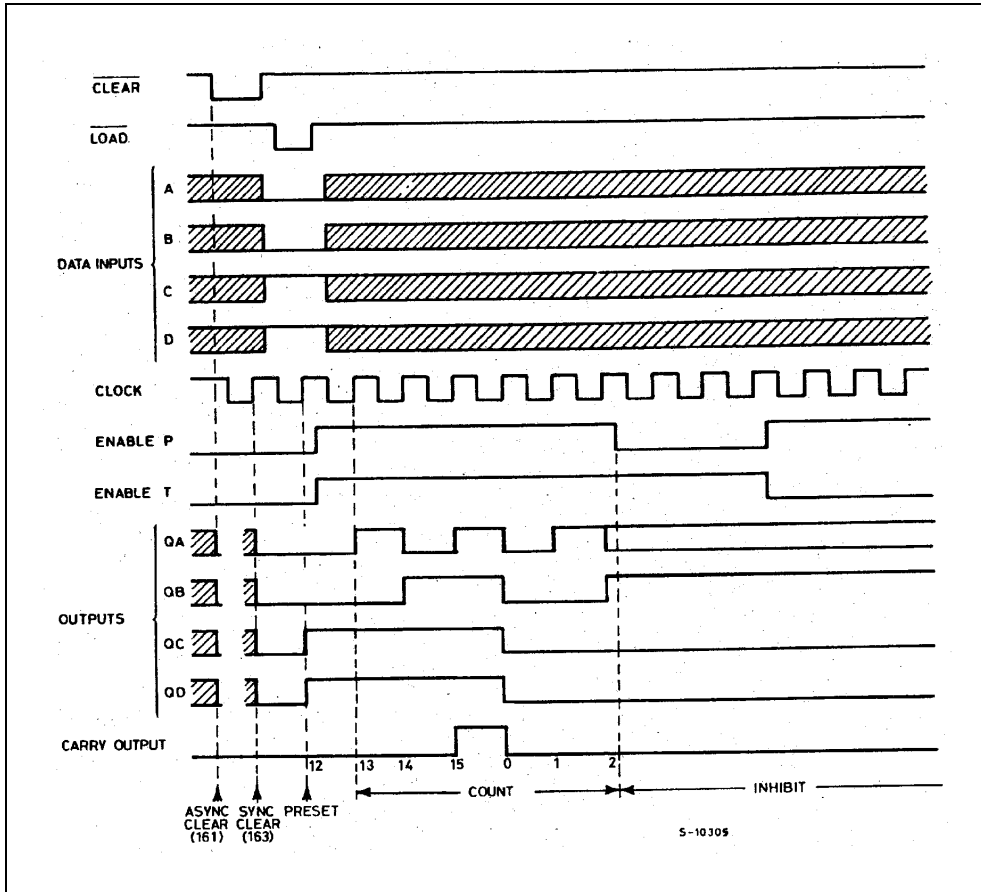 CLEAR
LOAD.
A
B
DATA INPUTS
C
D
CLOCK
ENABLE P
ENABLE T
QA
QB
OUTPUTS
QC
QD
CARRY OUTPUT
12 13 14 15 0 1 2
COUNT INHIBIT
ASYNC CLEAR (161)
SYNC CLEAR (163)
PRESET
S-10305